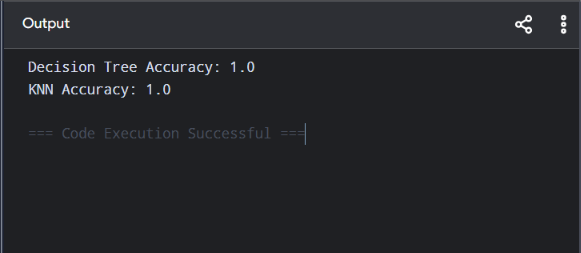 Output
Decision Tree Accuracy: 1.0
KNN Accuracy: 1.0
=== Code Execution Successful ===